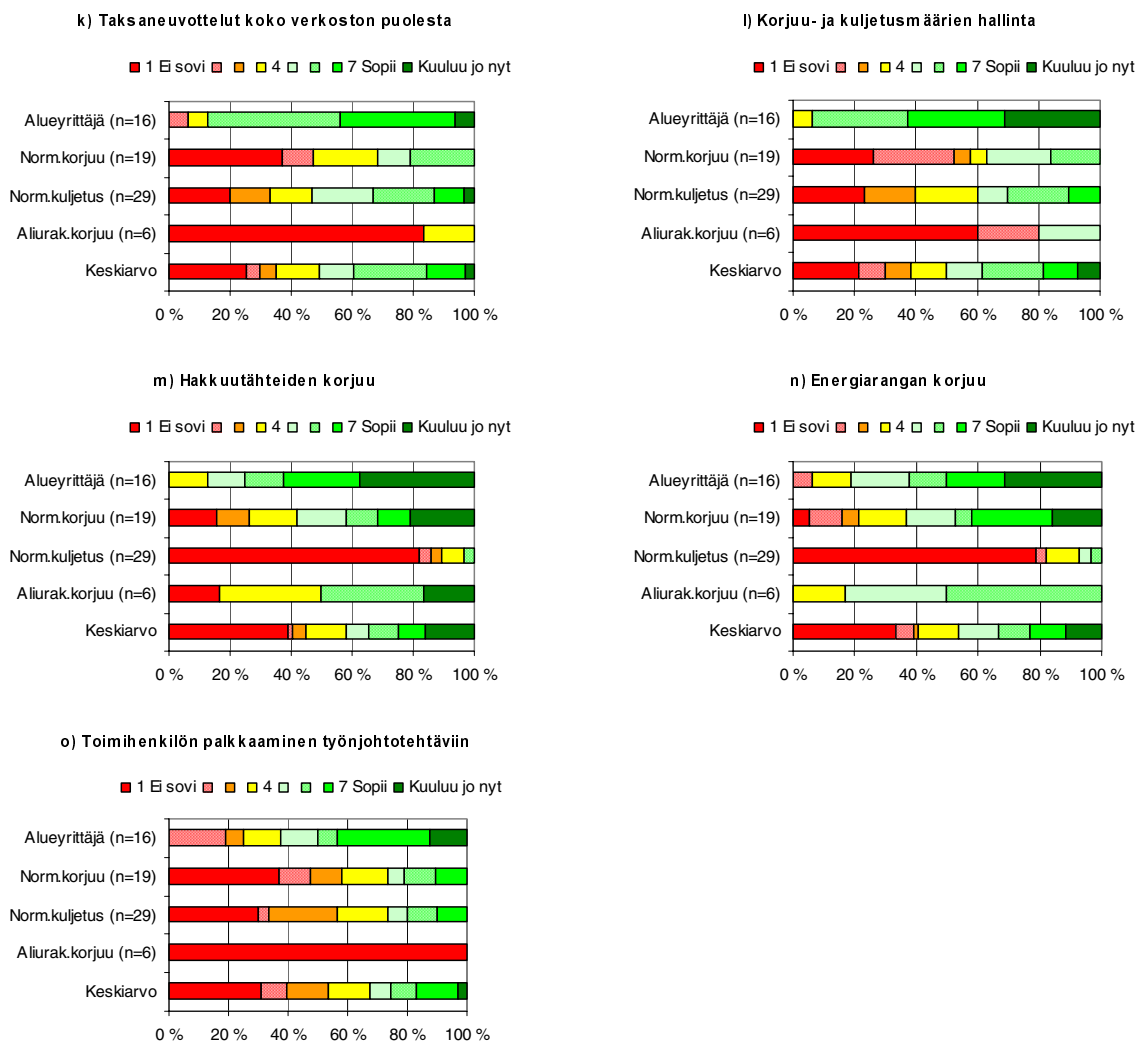 k) Taksaneuvottelut koko verkoston puolesta
1 Ei sovi 4 7 Sopii Kuuluu jo nyt
Alueyrittäjä (n=16)
Norm.korjuu (n=19)
Norm.kuljetus (n=29)
Aliurak.korjuu (n=6)
Keskiarvo
0 % 20 % 40 % 60 % 80 % 100 %
l) Korjuu- ja kuljetusmäärien hallinta
1 Ei sovi 4 7 Sopii Kuuluu jo nyt
Alueyrittäjä (n=16)
Norm.korjuu (n=19)
Norm.kuljetus (n=29)
Aliurak.korjuu (n=6)
Keskiarvo
0 % 20 % 40 % 60 % 80 % 100 %
m) Hakkuutähteiden korjuu
1 Ei sovi 4 7 Sopii Kuuluu jo nyt
Alueyrittäjä (n=16)
Norm.korjuu (n=19)
Norm.kuljetus (n=29)
Aliurak.korjuu (n=6)
Keskiarvo
0 % 20 % 40 % 60 % 80 % 100 %
n) Energiarangan korjuu
1 Ei sovi 4 7 Sopii Kuuluu jo nyt
Alueyrittäjä (n=16)
Norm.korjuu (n=19)
Norm.kuljetus (n=29)
Aliurak.korjuu (n=6)
Keskiarvo
0 % 20 % 40 % 60 % 80 % 100 %
o) Toimihenkilön palkkaaminen työnjohtotehtäviin
1 Ei sovi 4 7 Sopii Kuuluu jo nyt
Alueyrittäjä (n=16)
Norm.korjuu (n=19)
Norm.kuljetus (n=29)
Aliurak.korjuu (n=6)
Keskiarvo
0 % 20 % 40 % 60 % 80 % 100 %